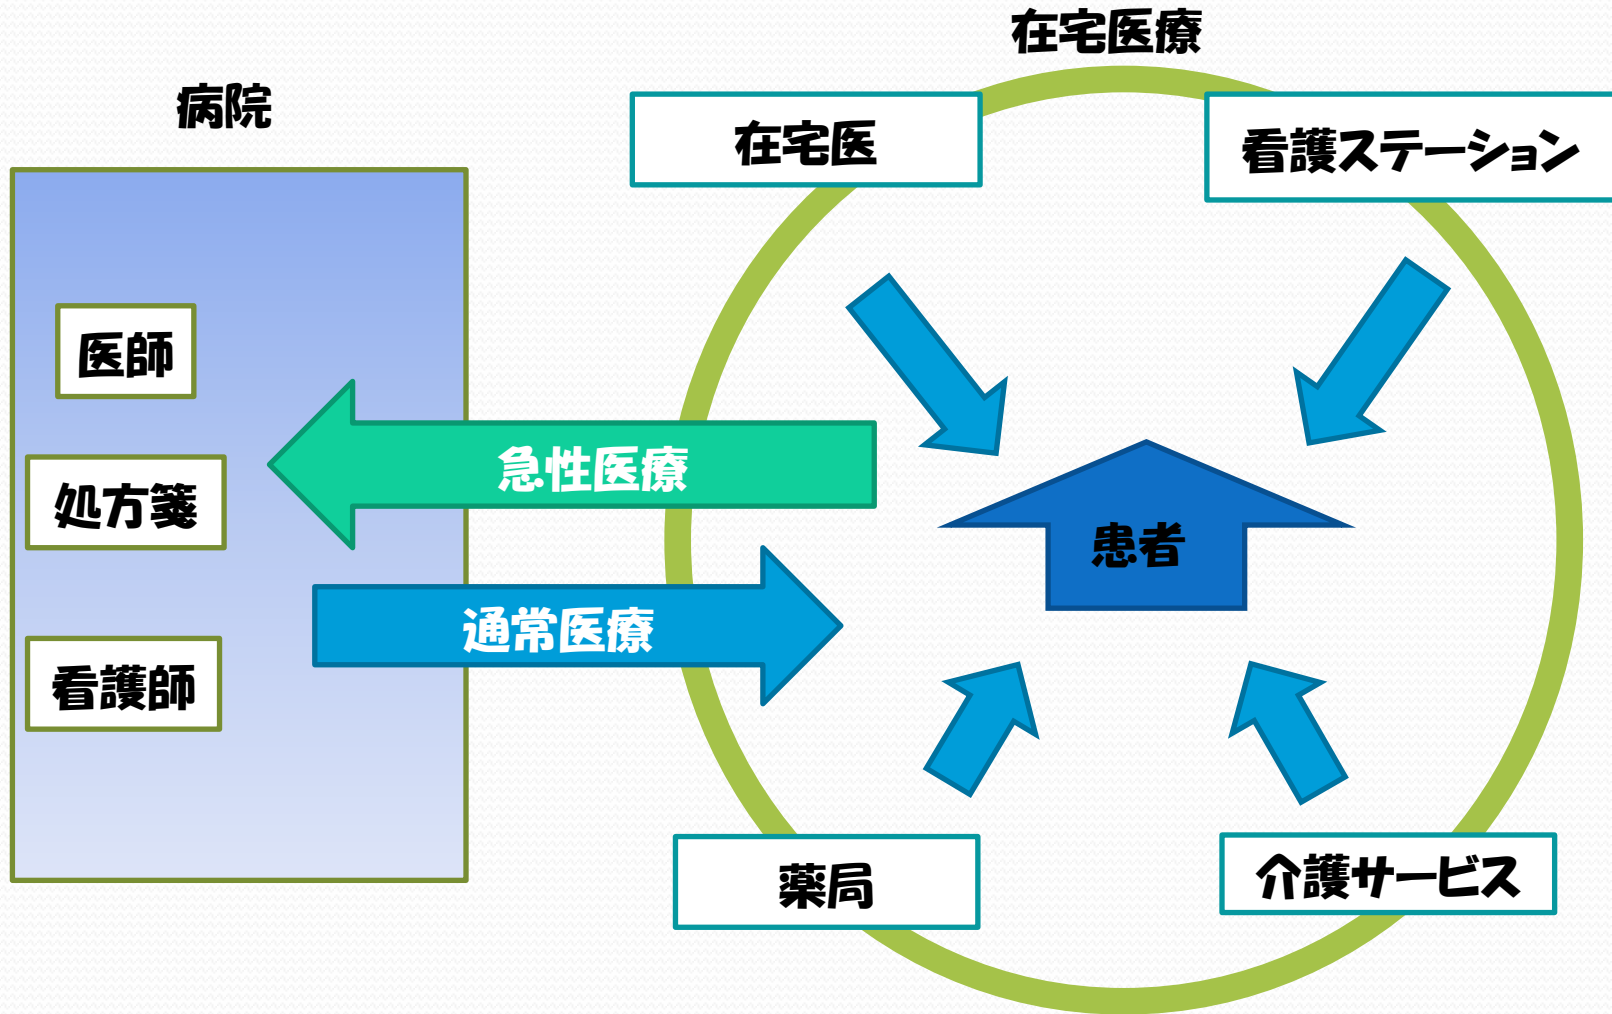 在宅医療
病院
在宅医
看護ステーション
医師
急性医療
処方箋
患者
通常医療
看護師
薬局
介護サービス